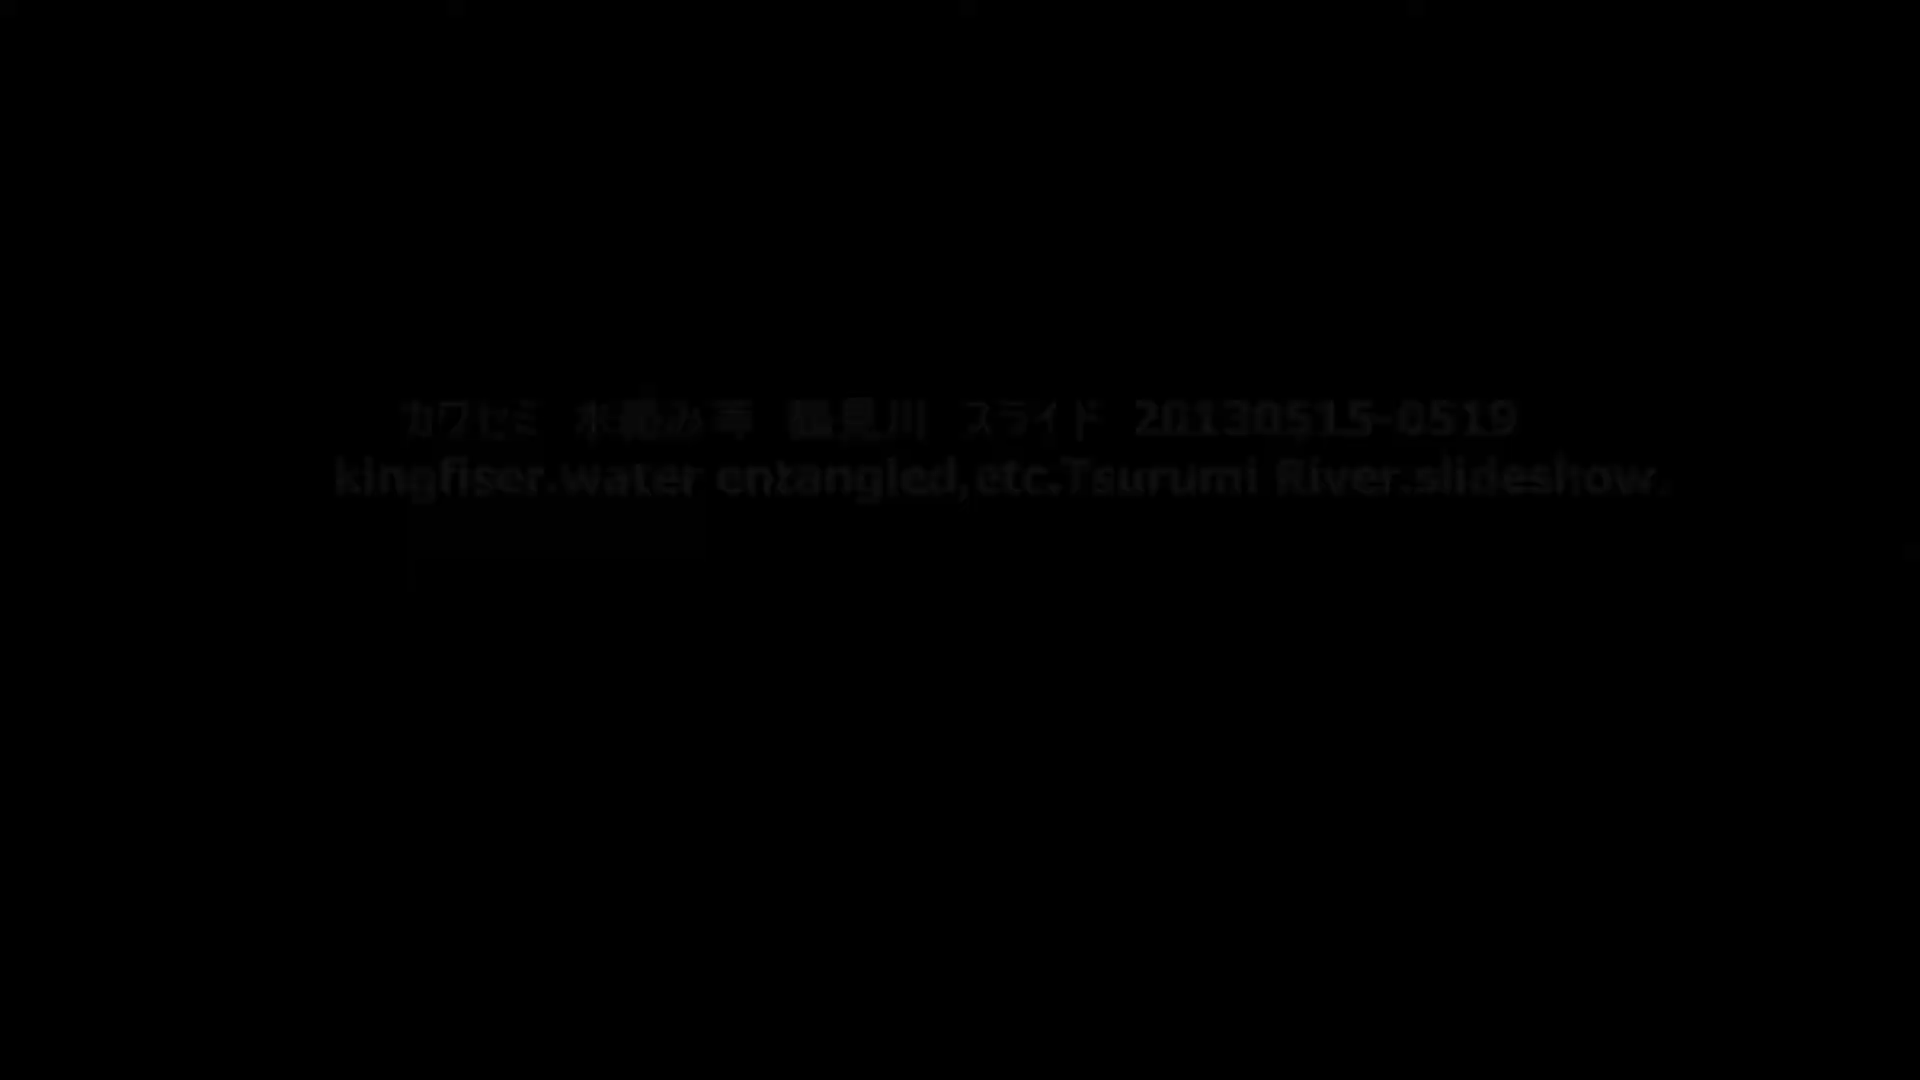 カワセミ 水絡み等 鶴見川 スライド 20130515-0519
kingfiser.water entangled,etc.Tsurumi River.slideshow.